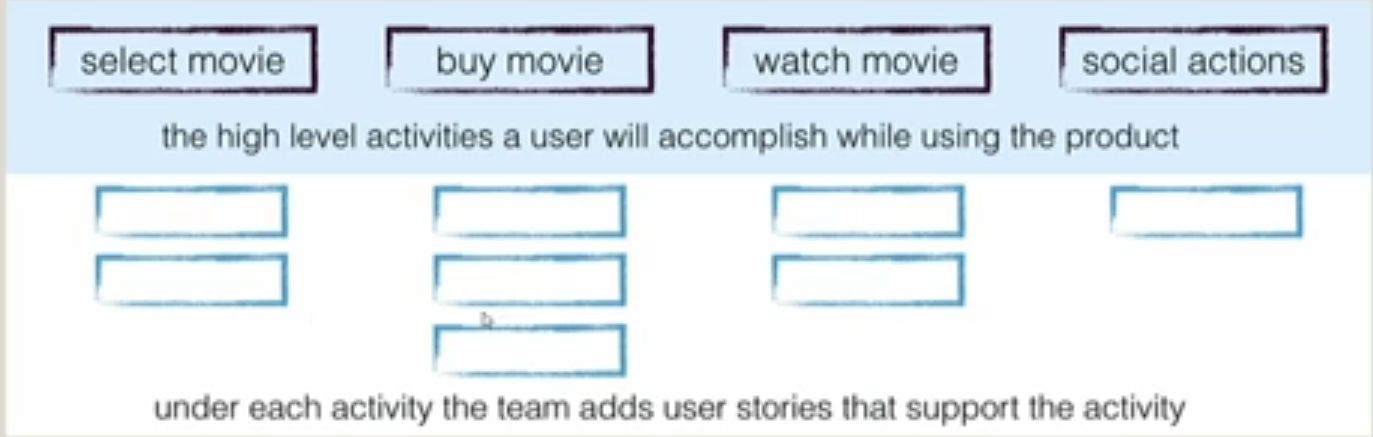 select movie buy movie watch movie social actions
the high level activities a user will accomplish while using the product
under each activity the team adds user stories that support the activity